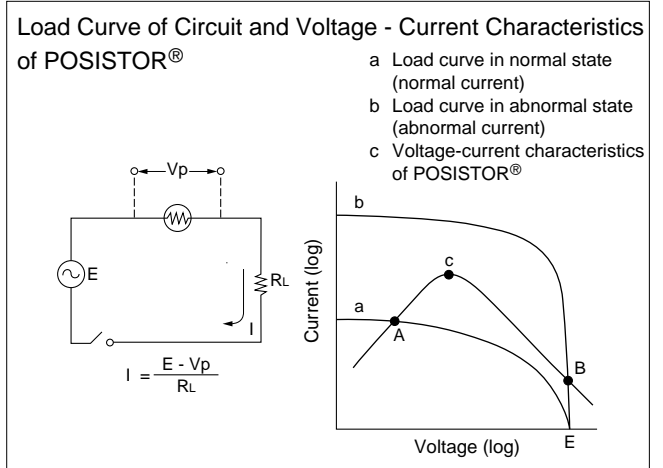 Load Curve of Circuit and Voltage - Current Characteristics
of POSISTOR®
a Load curve in normal state
(normal current)
b Load curve in abnormal state
(abnormal current)
c Voltage-current characteristics
of POSISTOR®
Vp
E
RL
I
I = E - Vp
RL
Current (log)
b
c
a
A
B
Voltage (log)
E